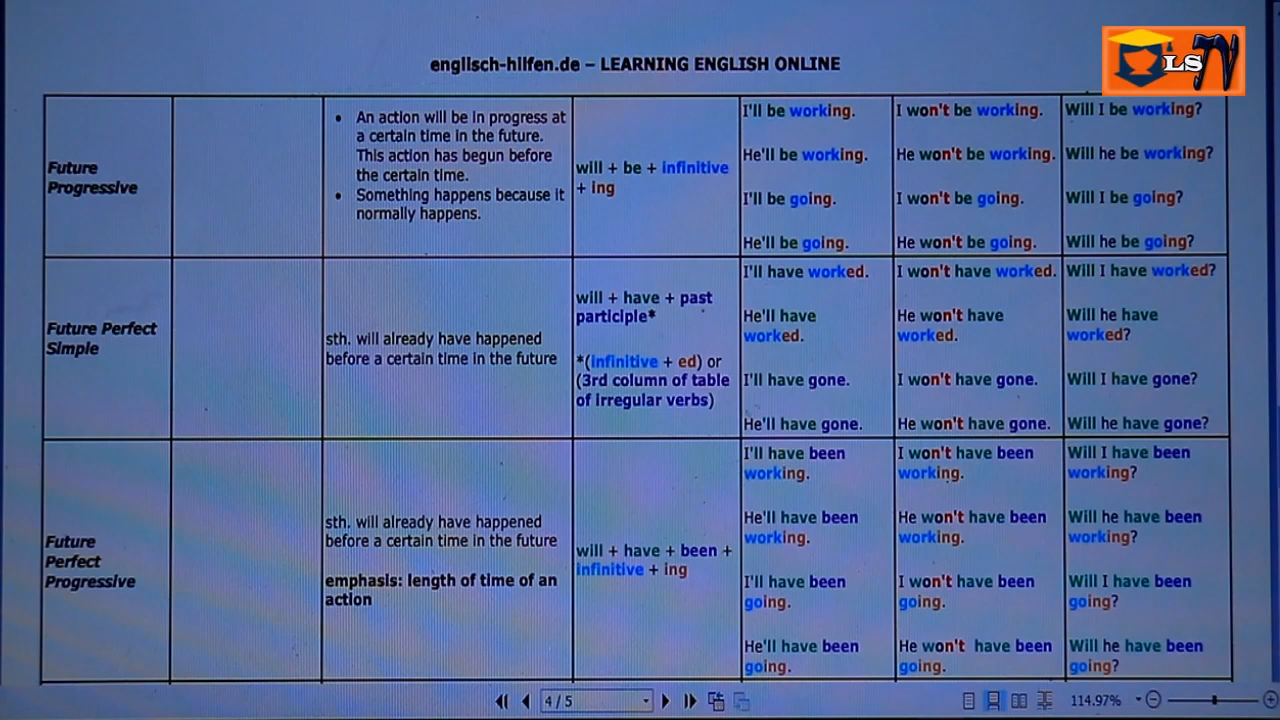 LSTV
englisch-hilfen.de – LEARNING ENGLISH ONLINE
Future
Progressive
• An action will be in progress at
a certain time in the future.
This action has begun before
the certain time.
• Something happens because it
normally happens.
will + be + infinitive
+ ing
I'll be working.
He'll be working.
I'll be going.
He'll be going.
I won't be working.
He won't be working.
I won't be going.
He won't be going.
Will I be working?
Will he be working?
Will I be going?
Will he be going?
Future Perfect
Simple
sth. will already have happened
before a certain time in the future
will + have + past
participle*
*(infinitive + ed) or
(3rd column of table
of irregular verbs)
I'll have worked.
He'll have
worked.
I'll have gone.
He'll have gone.
I won't have worked.
He won't have
worked.
I won't have gone.
He won't have gone.
Will I have worked?
Will he have
worked?
Will I have gone?
Will he have gone?
Future
Perfect
Progressive
sth. will already have happened
before a certain time in the future
emphasis: length of time of an
action
will + have + been +
infinitive + ing
I'll have been
working.
He'll have been
working.
I'll have been
going.
He'll have been
going.
I won't have been
working.
He won't have been
working.
I won't have been
going.
He won't have been
going.
Will I have been
working?
Will he have been
working?
Will I have been
going?
Will he have been
going?
4 / 5
114.97%